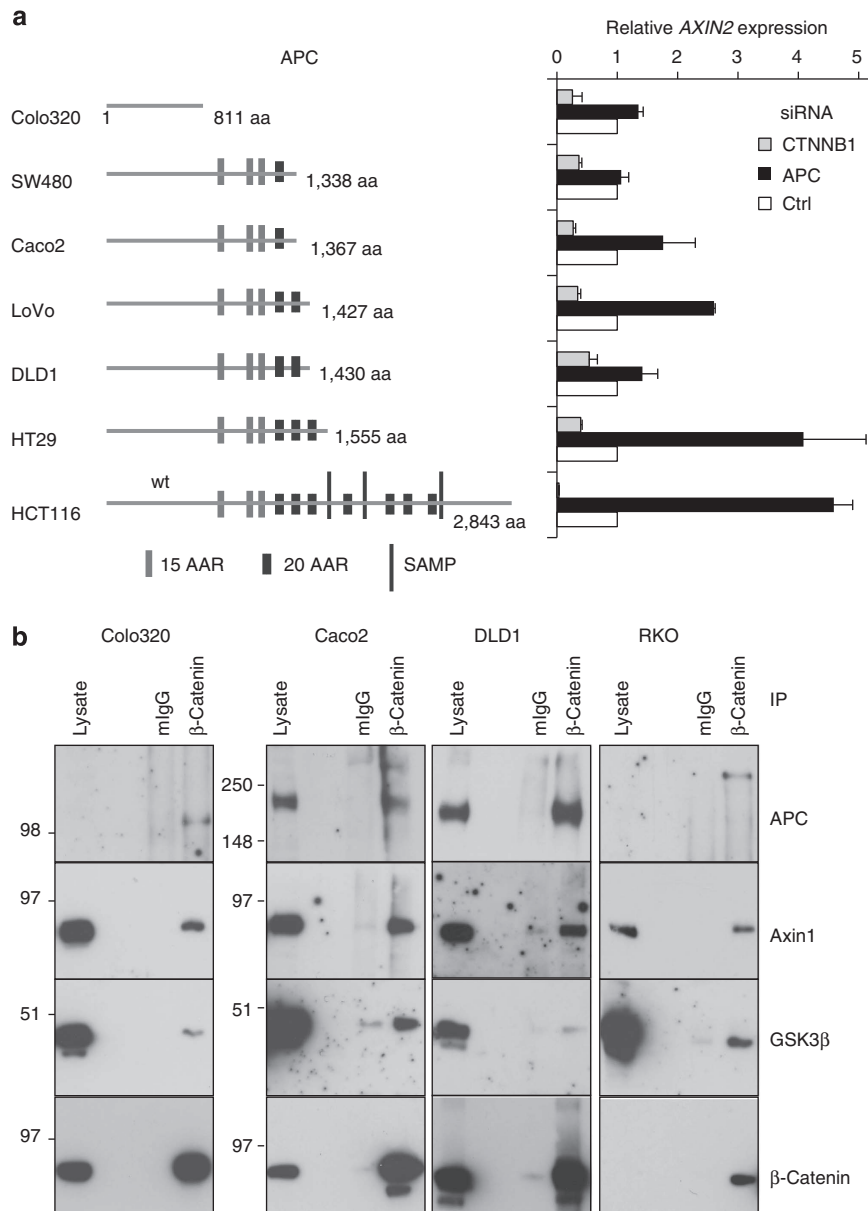 a
APC
Relative AXIN2 expression
0 1 2 3 4 5
Colo320
1 811 aa
SW480
1,338 aa
Caco2
1,367 aa
LoVo
1,427 aa
DLD1
1,430 aa
HT29
1,555 aa
wt
HCT116
2,843 aa
15 AAR 20 AAR SAMP
siRNA
CTNNB1
APC
Ctrl
b
Colo320 Caco2 DLD1 RKO
Lysate mIgG β-Catenin Lysate mIgG β-Catenin Lysate mIgG β-Catenin Lysate mIgG β-Catenin IP
98 250 148 APC
97 97 Axin1
51 51 GSK3β
97 97 β-Catenin